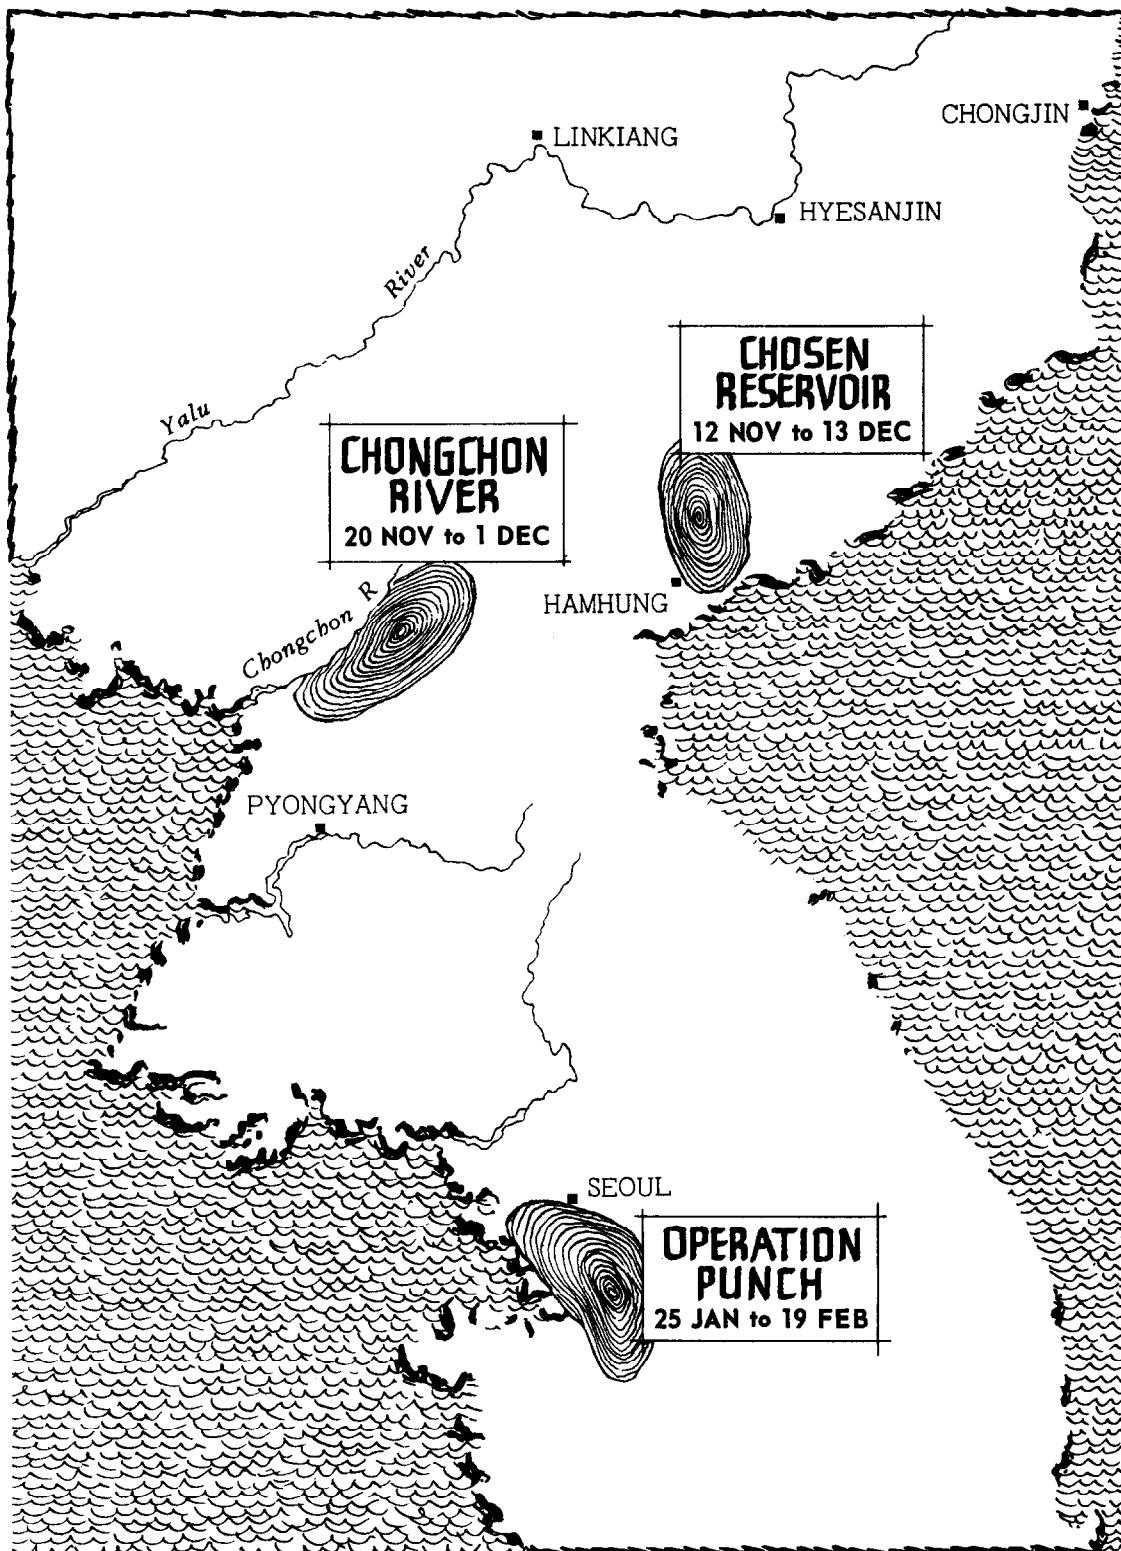 CHONGJIN
LINKIANG
HYESANJIN
River
Yalu
CHOSEN
RESERVOIR
12 NOV to 13 DEC
CHONGCHON
RIVER
20 NOV to 1 DEC
HAMHUNG
Chongchon R
PYONGYANG
SEOUL
OPERATION
PUNCH
25 JAN to 19 FEB